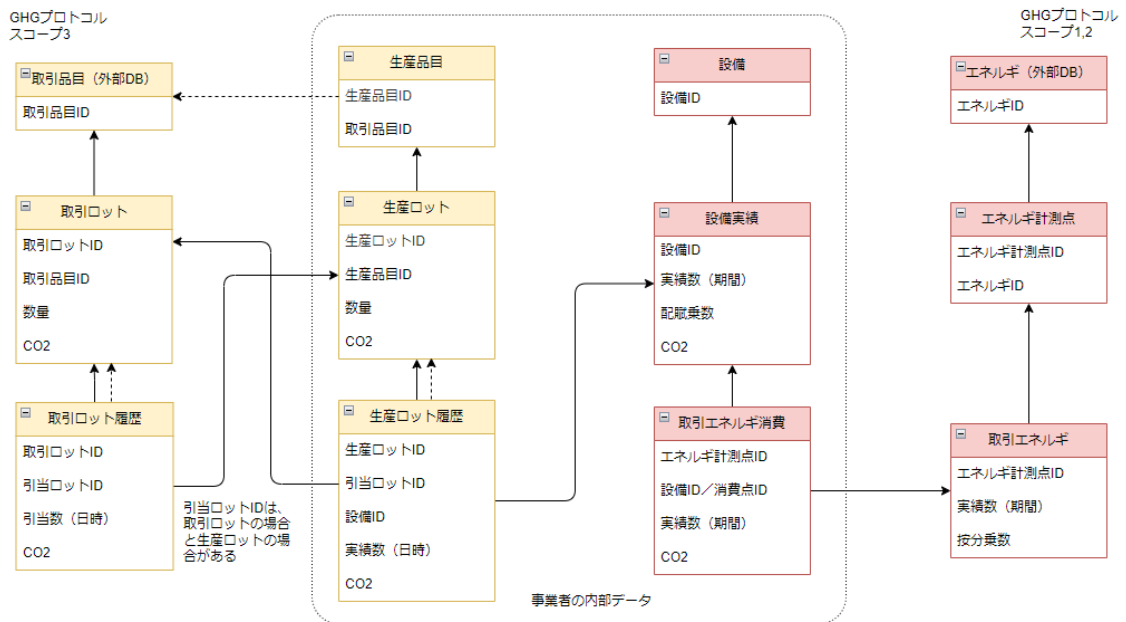 GHGプロトコル
スコープ3
GHGプロトコル
スコープ1,2
取引品目（外部DB）
取引品目ID
生産品目
生産品目ID
取引品目ID
設備
設備ID
エネルギ（外部DB）
エネルギID
取引ロット
取引ロットID
取引品目ID
数量
CO2
生産ロット
生産ロットID
生産品目ID
数量
CO2
設備実績
設備ID
実績数（期間）
配賦乗数
CO2
エネルギ計測点
エネルギ計測点ID
エネルギID
取引ロット履歴
取引ロットID
引当ロットID
引当数（日時）
CO2
引当ロットIDは、
取引ロットの場合
と生産ロットの場
合がある
生産ロット履歴
生産ロットID
引当ロットID
設備ID
実績数（日時）
CO2
取引エネルギ消費
エネルギ計測点ID
設備ID／消費点ID
実績数（期間）
CO2
取引エネルギ
エネルギ計測点ID
実績数（期間）
按分乗数
事業者の内部データ